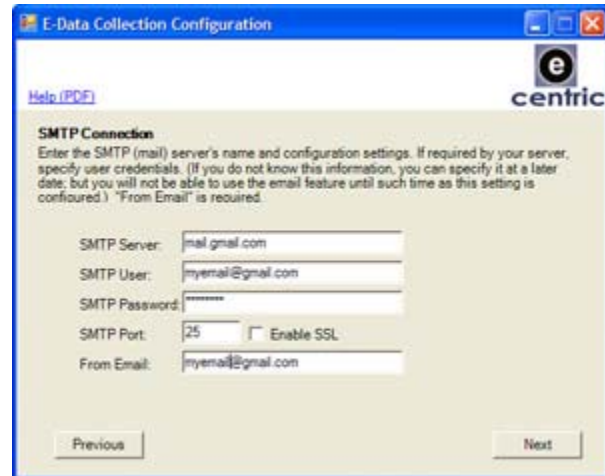 E-Data Collection Configuration
e
centric
Help (PDF)
SMTP Connection
Enter the SMTP (mail) server's name and configuration settings. If required by your server,
specify user credentials. (If you do not know this information, you can specify it at a later
date; but you will not be able to use the email feature until such time as this setting is
configured.) "From Email" is required.
SMTP Server: mail.gmail.com
SMTP User: myemail@gmail.com
SMTP Password: ********
SMTP Port: 25 Enable SSL
From Email: myemail@gmail.com
Previous Next